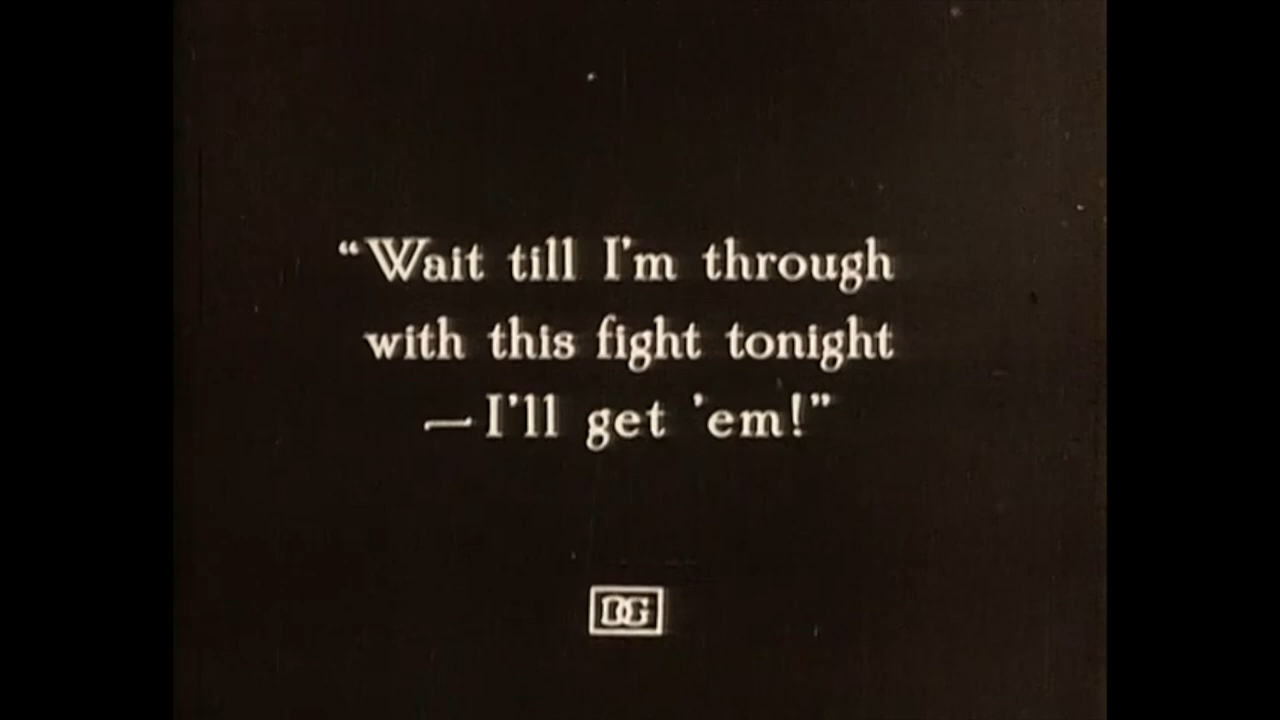 “Wait till I'm through
with this fight tonight
—I'll get 'em!”
DG